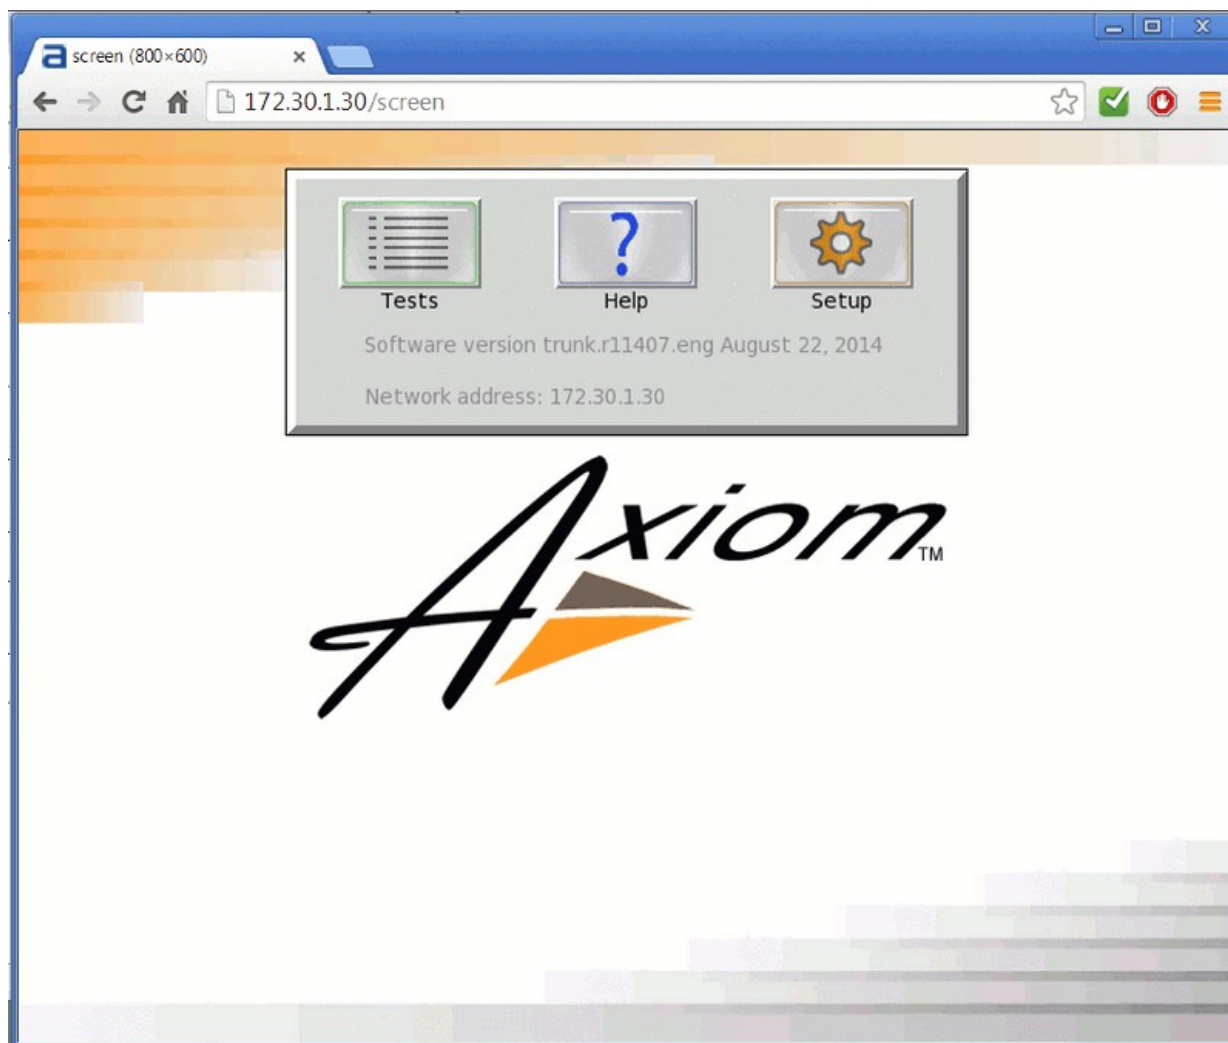 screen (800×600)
172.30.1.30/screen
Tests Help Setup
Software version trunk.r11407.eng August 22, 2014
Network address: 172.30.1.30
Axiom™